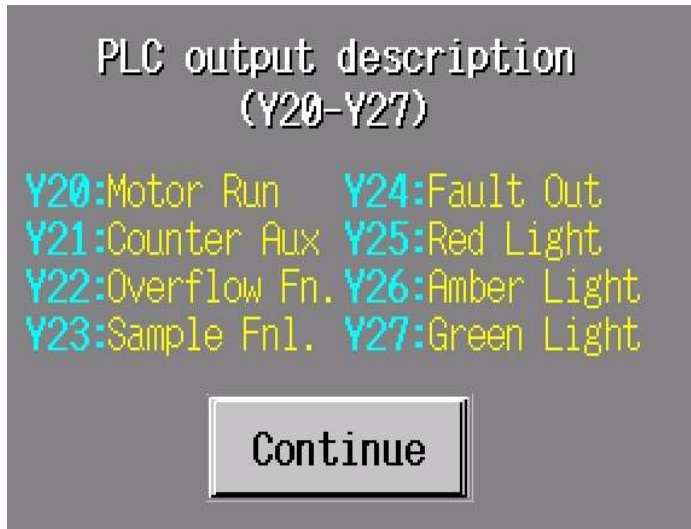 PLC output description
(Y20-Y27)
Y20:Motor Run Y24:Fault Out
Y21:Counter Aux Y25:Red Light
Y22:Overflow Fn. Y26:Amber Light
Y23:Sample Fnl. Y27:Green Light
Continue